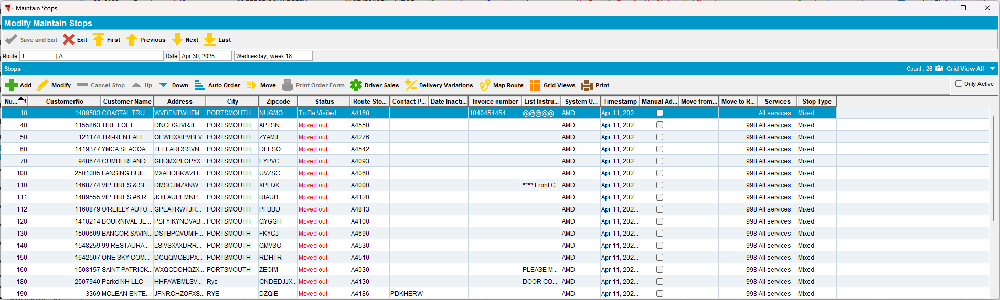 Maintain Stops
Modify Maintain Stops
Save and Exit Exit First Previous Next Last
Route 1 | A Date Apr 30, 2025 Wednesday, week 18
Stops Count : 26 Grid View All
Add Modify Cancel Stop Up Down Auto Order Move Print Order Form Driver Sales Delivery Variations Map Route Grid Views Print Only Active
Nu... 1 CustomerNo Customer Name Address City Zipcode Status Route Sto... Contact P... Date Inacti... Invoice number List Instru... System U... Timestamp Manual Ad... Move from... Move to R... Services Stop Type
10 1489583 COASTAL TRU... WVDFNTWHFM... PORTSMOUTH NUGMO To Be Visited A4160 1040454454 @@@@@... AMD Apr 11, 202... All services Mixed
40 1155863 TIRE LOFT DNCDGJVRJF... PORTSMOUTH APTSN Moved out A4550 AMD Apr 11, 202... 998 All services Mixed
50 121174 TRI-RENT ALL ... OEWHXXIPVBFV PORTSMOUTH ZYAMJ Moved out A4276 AMD Apr 11, 202... 998 All services Mixed
60 1419377 YMCA SEACOA... TELFARDSSVN... PORTSMOUTH DFESO Moved out A4542 AMD Apr 11, 202... 998 All services Mixed
70 948674 CUMBERLAND ... GBDMXPLQPYX... PORTSMOUTH EYPVC Moved out A4093 AMD Apr 11, 202... 998 All services Mixed
100 2501005 LANSING BUIL... MXAHDBKWZH... PORTSMOUTH UVZSC Moved out A4060 AMD Apr 11, 202... 998 All services Mixed
110 1468774 VIP TIRES & SE... DMSCJMZXNW... PORTSMOUTH XPFQX Moved out A4000 **** Front C... AMD Apr 11, 202... 998 All services Mixed
111 1489555 VIP TIRES #6 R... JOIFAUPEMNP... PORTSMOUTH RIAUB Moved out A4120 AMD Apr 11, 202... 998 All services Mixed
112 1160879 O'REILLY AUTO... GPEATRWTJR... PORTSMOUTH PFBBU Moved out A4813 AMD Apr 11, 202... 998 All services Mixed
120 1410214 BOURNIVAL JE... PSFYIKYNDVAB... PORTSMOUTH QYGGH Moved out A4100 AMD Apr 11, 202... 998 All services Mixed
130 1500609 BANGOR SAVIN... DSTBPQVUMIF... PORTSMOUTH FKYCJ Moved out A4690 AMD Apr 11, 202... 998 All services Mixed
140 1548259 99 RESTAURA... LSIVSXAXDRR... PORTSMOUTH QMVSG Moved out A4530 AMD Apr 11, 202... 998 All services Mixed
150 1642507 ONE SKY COM... DGQQMQBJPX... PORTSMOUTH RDHTR Moved out A4510 AMD Apr 11, 202... 998 All services Mixed
160 1508157 SAINT PATRICK... WXQGDOHQZX... PORTSMOUTH ZEOIM Moved out A4030 PLEASE M... AMD Apr 11, 202... 998 All services Mixed
180 2507940 Parkd NH LLC HHFAWBMLSV... Rye CNDEDJJX... Moved out A4130 DOOR CO... AMD Apr 11, 202... 998 All services Mixed
190 3369 MCLEAN ENTE... JFNRCHZOFXS... RYE DZQIE Moved out A4186 PDKHERW AMD Apr 11, 202... 998 All services Mixed